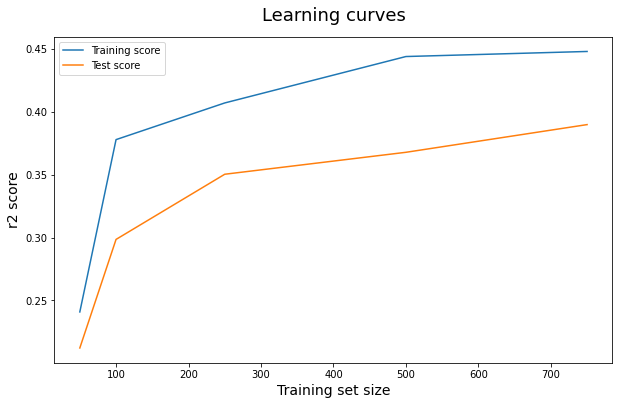 Learning curves
Training score
Test score
r2 score
0.45
0.40
0.35
0.30
0.25
100 200 300 400 500 600 700
Training set size